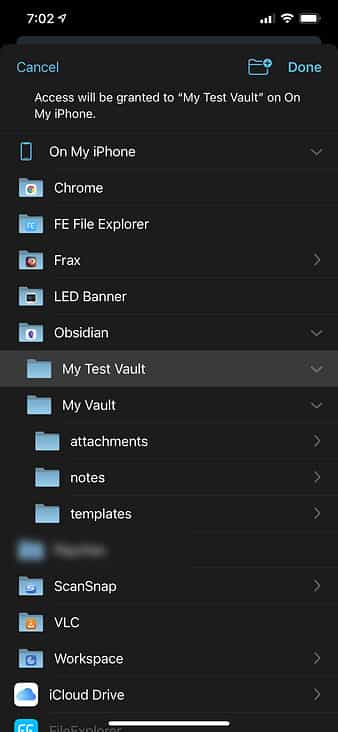 7:02
Cancel
Done
Access will be granted to “My Test Vault” on On
My iPhone.
On My iPhone
Chrome
FE File Explorer
Frax
LED Banner
Obsidian
My Test Vault
My Vault
attachments
notes
templates
ScanSnap
VLC
Workspace
iCloud Drive
FileExplorer